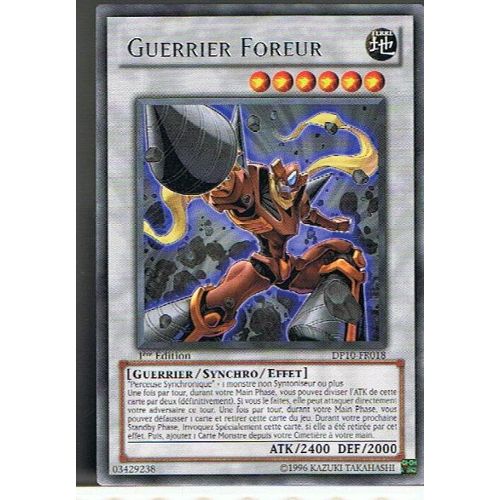 GUERRIER FOREUR
TERRE
地
1ère Edition
DP10-FR018
[GUERRIER/SYNCHRO/EFFET]
"Perceuse Synchronique" + 1 monstre non Syntoniseur ou plus
Une fois par tour, durant votre Main Phase, vous pouvez diviser l'ATK de cette
carte par deux (définitivement). Si vous le faites, elle peut attaquer directement
votre adversaire ce tour. Une fois par tour, durant votre Main Phase, vous
pouvez défausser 1 carte et retirer cette carte du jeu. Durant votre prochaine
Standby Phase, Invoquez Spécialement cette carte, si elle a été retirée par cet
effet. Puis, ajoutez 1 Carte Monstre depuis votre Cimetière à votre main.
ATK/2400 DEF/2000
03429238
©1996 KAZUKI TAKAHASHI